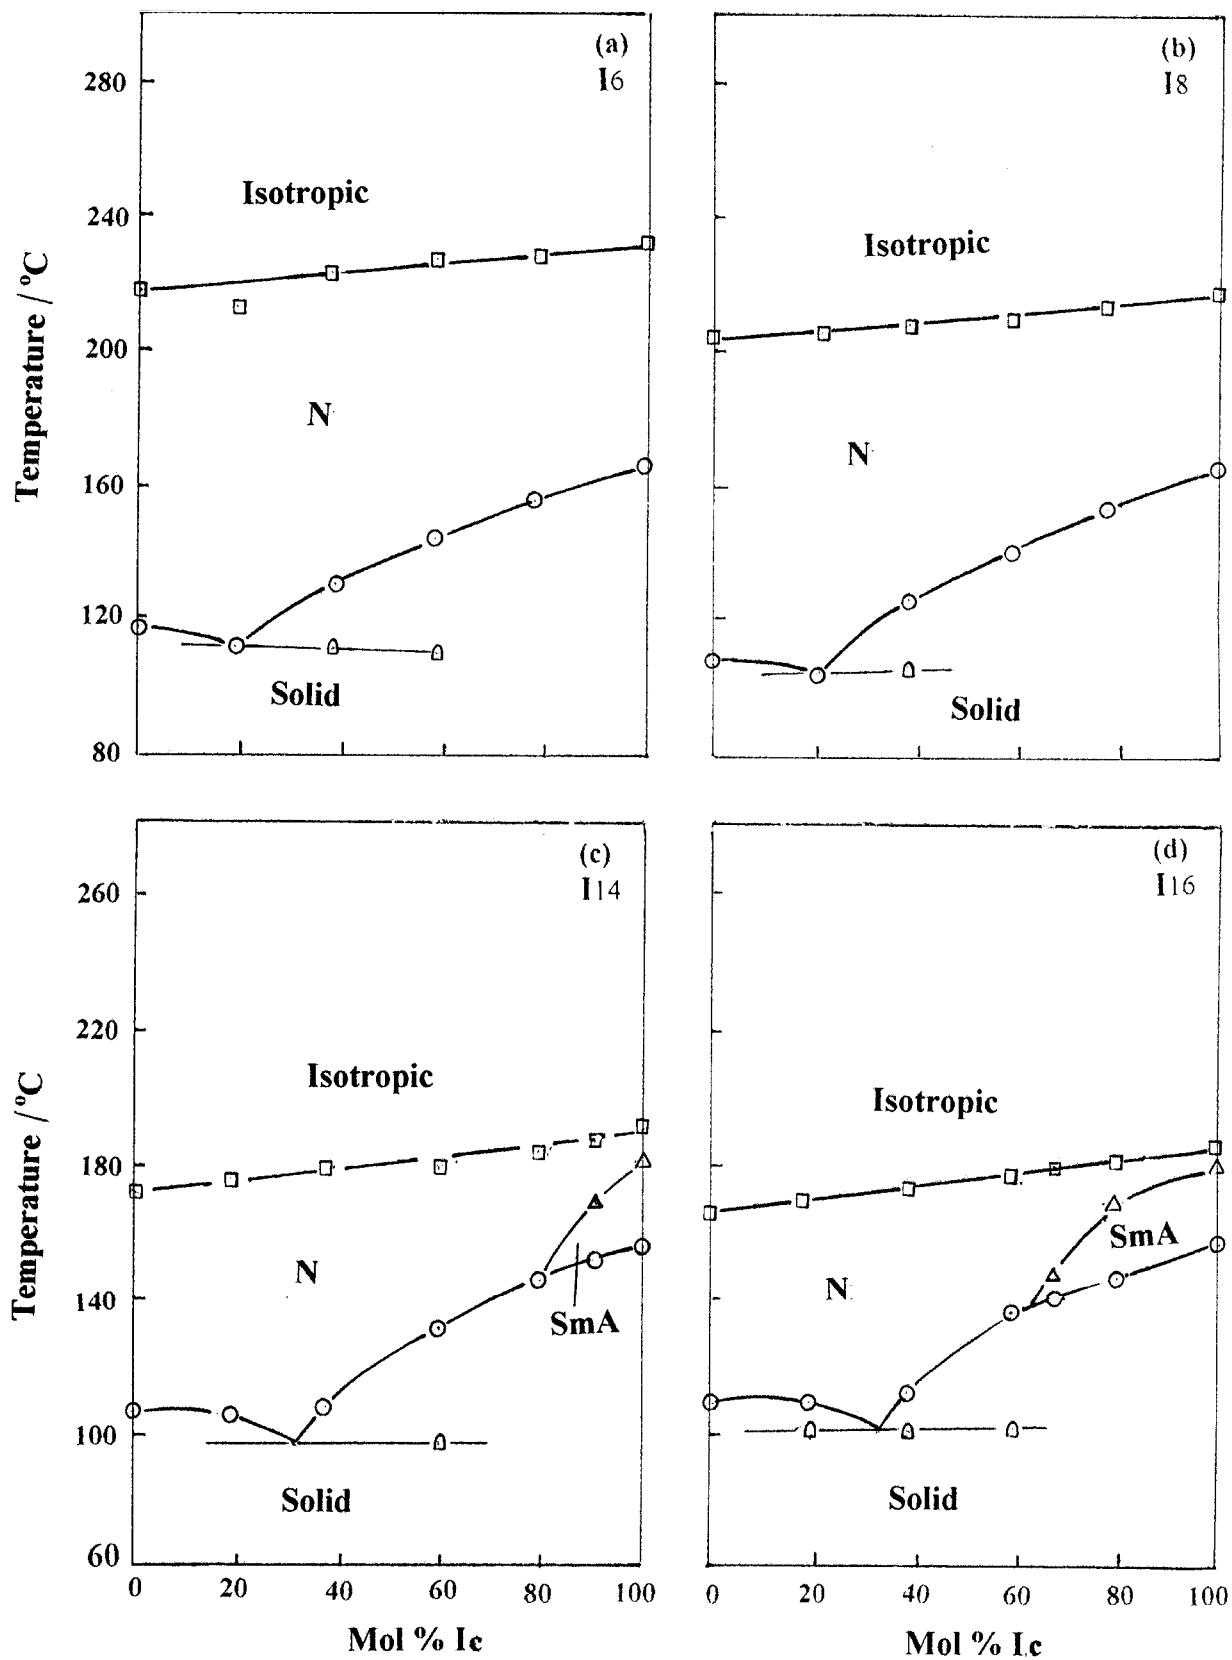 (a)
I6
280
240
200
160
120
80
Temperature / °C
Isotropic
N
Solid
(b)
I8
Isotropic
N
Solid
(c)
I14
260
220
180
140
100
60
Temperature / °C
Isotropic
N
SmA
Solid
0 20 40 60 80 100
Mol % Ic
(d)
I16
Isotropic
N
SmA
Solid
0 20 40 60 80 100
Mol % I.c